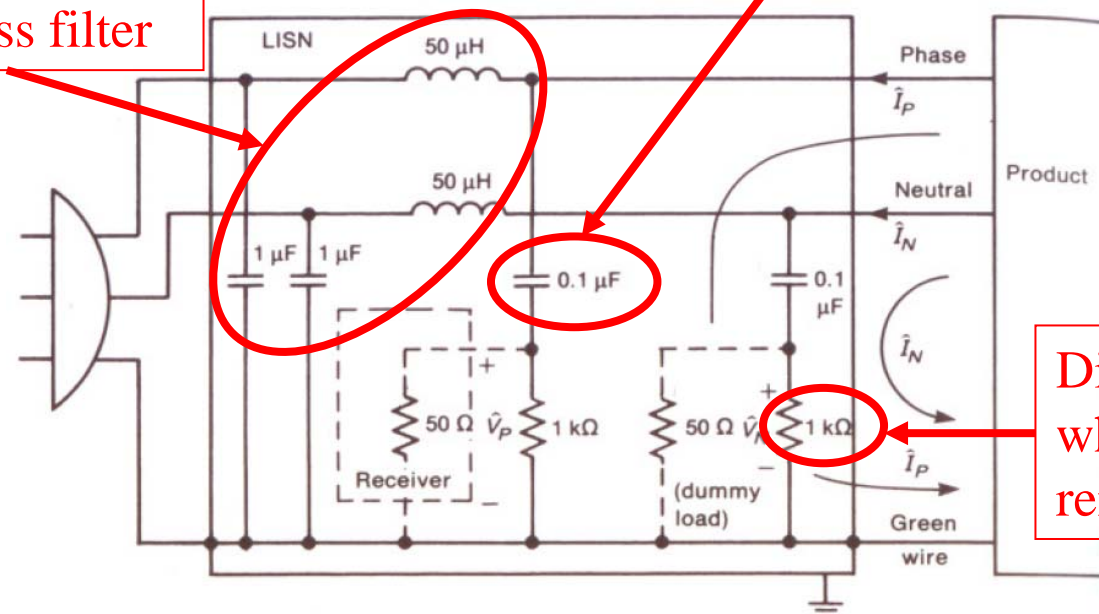 ss filter
LISN
50 μH
Phase
Î_P
50 μH
Neutral
Î_N
Product
1 μF
1 μF
0.1 μF
0.1
μF
Î_N
+
+
50 Ω
V̂_P
1 kΩ
50 Ω
1 kΩ
Receiver
−
−
(dummy
load)
Î_P
Green
wire
Di
wh
re